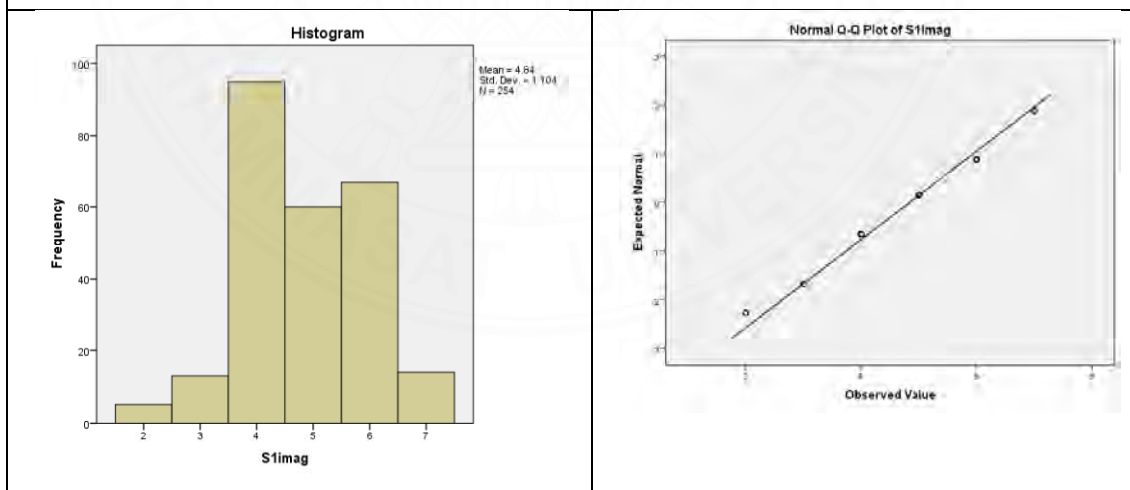 Histogram
Mean = 4.84
Std. Dev. = 1.104
N = 254
100
80
60
40
20
0
Frequency
2 3 4 5 6 7
S1imag
Normal Q-Q Plot of S1imag
Expected Normal
Observed Value